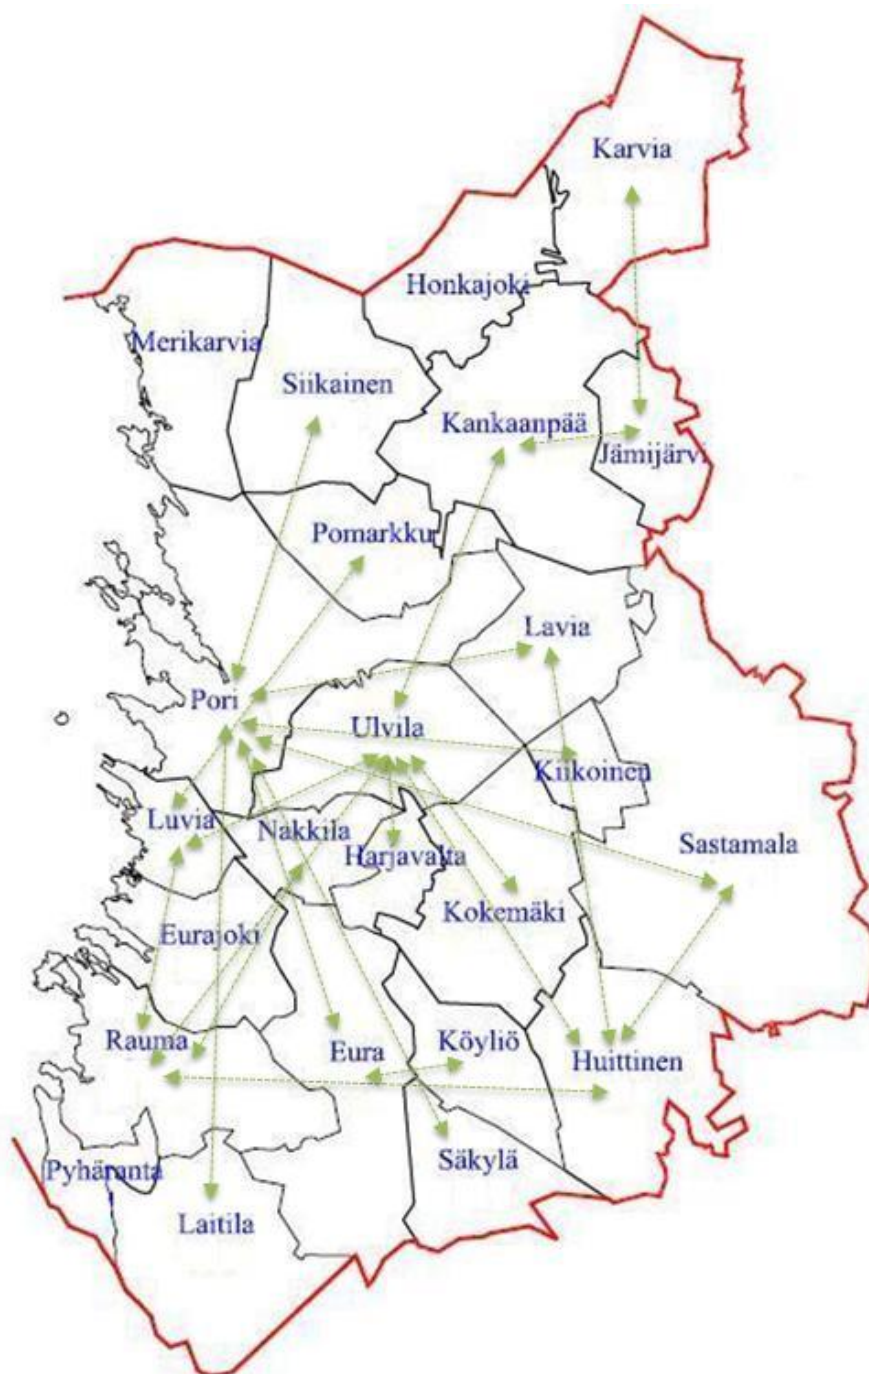 Karvia
Honkajoki
Merikarvia
Siikainen
Kankaanpää
Jämijärvi
Pomarkku
Lavia
Pori
Ulvila
Kiikoinen
Luvia
Nakkila
Harjavalta
Sastamala
Kokemäki
Eurajoki
Rauma
Eura
Köyliö
Huittinen
Säkylä
Pyhäranta
Laitila